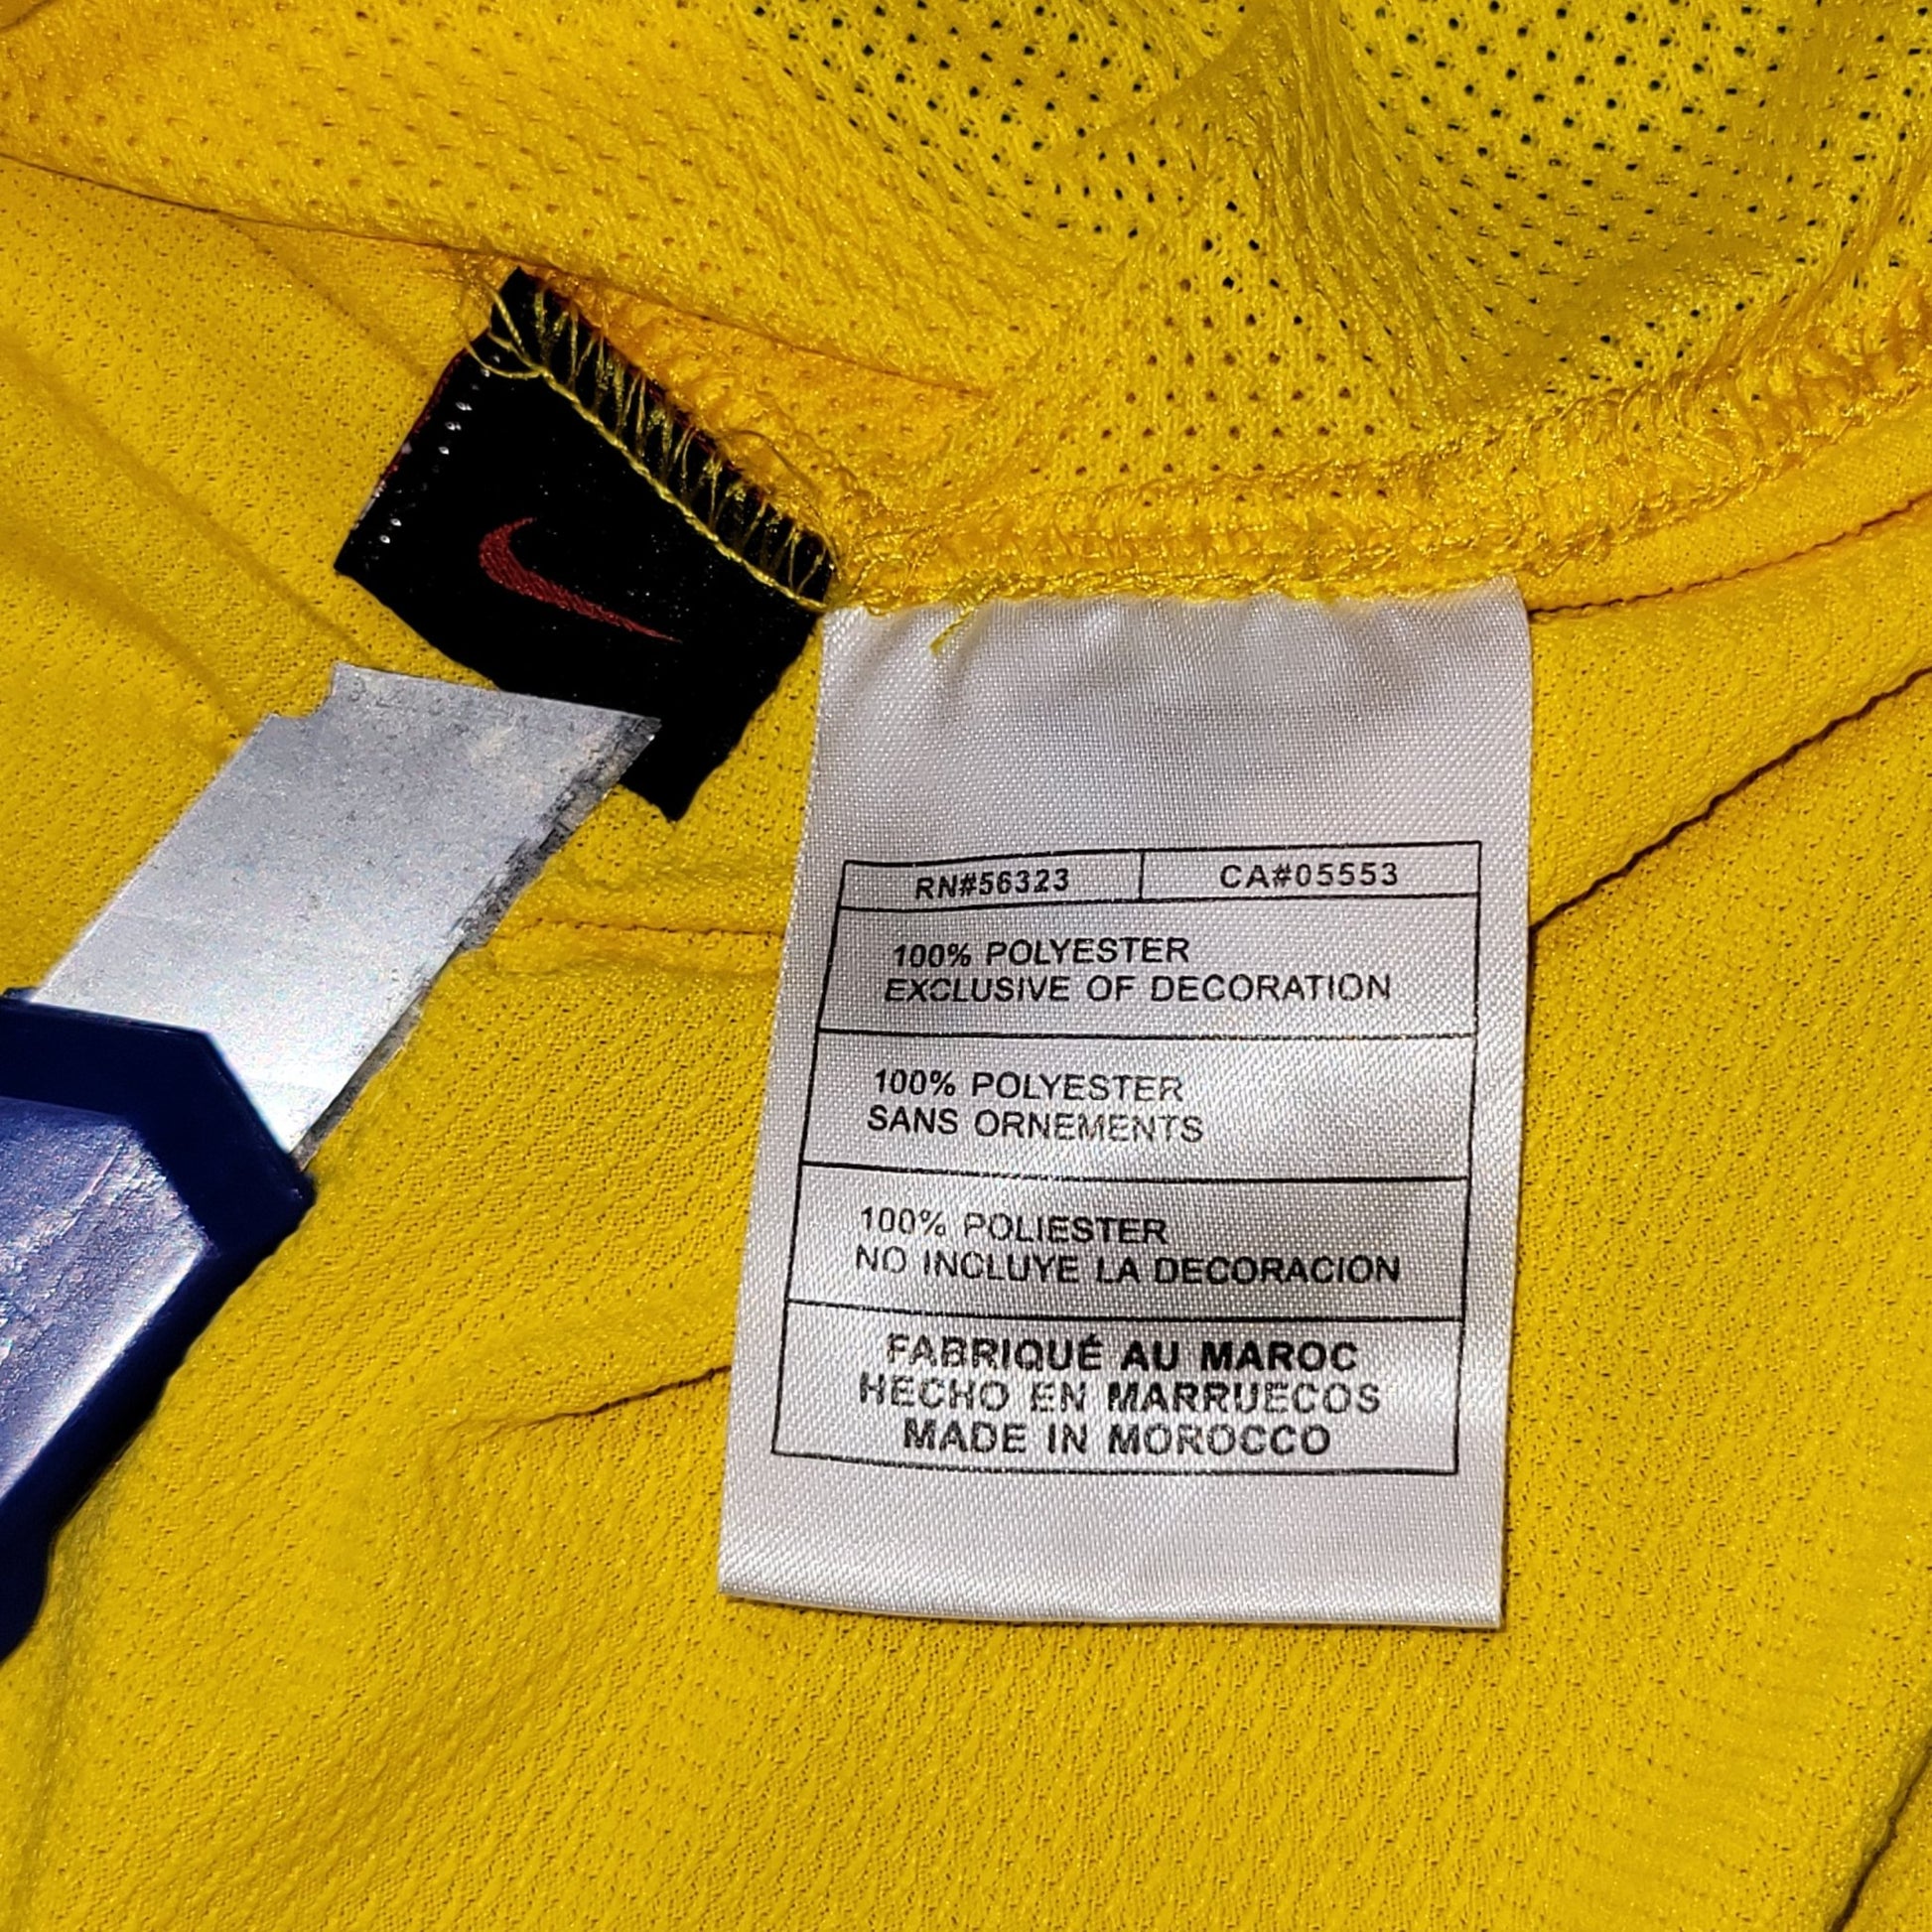 RN#56323 CA#05553
100% POLYESTER
EXCLUSIVE OF DECORATION
100% POLYESTER
SANS ORNEMENTS
100% POLIESTER
NO INCLUYE LA DECORACION
FABRIQUÉ AU MAROC
HECHO EN MARRUECOS
MADE IN MOROCCO